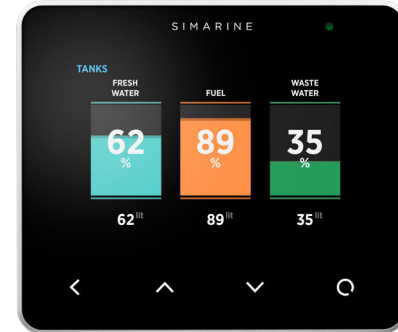 SIMARINE
TANKS
FRESH WATER
FUEL
WASTE WATER
62 %
89 %
35 %
62 lit
89 lit
35 lit